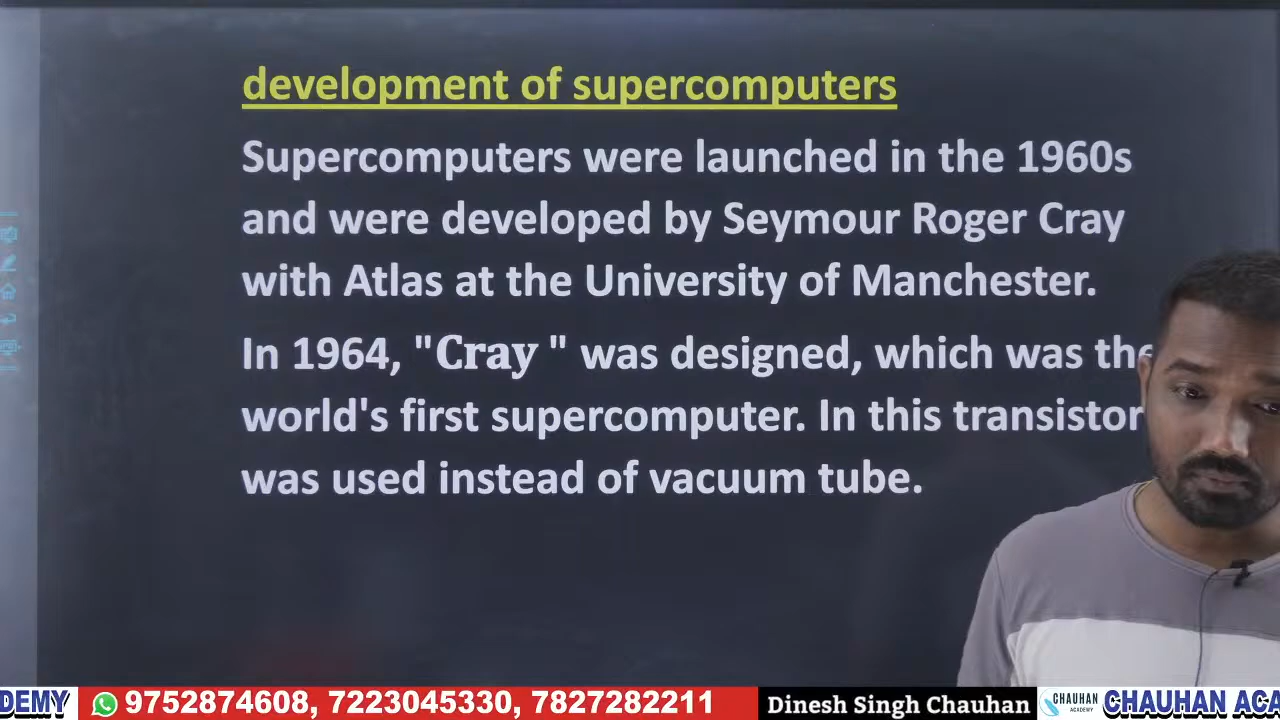 development of supercomputers
Supercomputers were launched in the 1960s
and were developed by Seymour Roger Cray
with Atlas at the University of Manchester.
In 1964, "Cray " was designed, which was the
world's first supercomputer. In this transistor
was used instead of vacuum tube.
DEMY 9752874608, 7223045330, 7827282211 Dinesh Singh Chauhan CHAUHAN ACADEMY CHAUHAN ACA